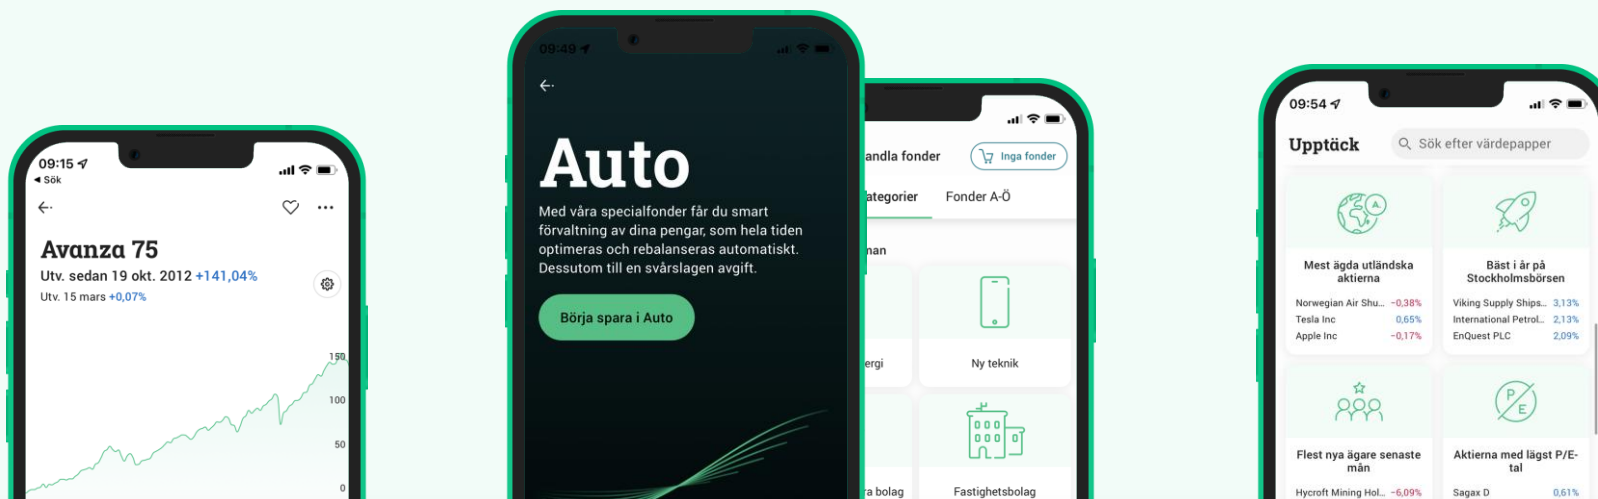 09:15
◄ Sök
Avanza 75
Utv. sedan 19 okt. 2012 +141,04%
Utv. 15 mars +0,07%
150
100
50
0
09:49
Auto
Med våra specialfonder får du smart
förvaltning av dina pengar, som hela tiden
optimeras och rebalanseras automatiskt.
Dessutom till en svårslagen avgift.
Börja spara i Auto
andla fonder
Inga fonder
ategorier
Fonder A-Ö
nan
ergi
Ny teknik
ra bolag
Fastighetsbolag
09:54
Upptäck
Sök efter värdepapper
A.
Mest ägda utländska
aktierna
Norwegian Air Shu... -0,38%
Tesla Inc 0,65%
Apple Inc -0,17%
Bäst i år på
Stockholmsbörsen
Viking Supply Ships... 3,13%
International Petrol... 2,13%
EnQuest PLC 2,09%
Flest nya ägare senaste
mån
Hycroft Mining Hol... -6,09%
P/E
Aktierna med lägst P/E-
tal
Sagax D 0,61%